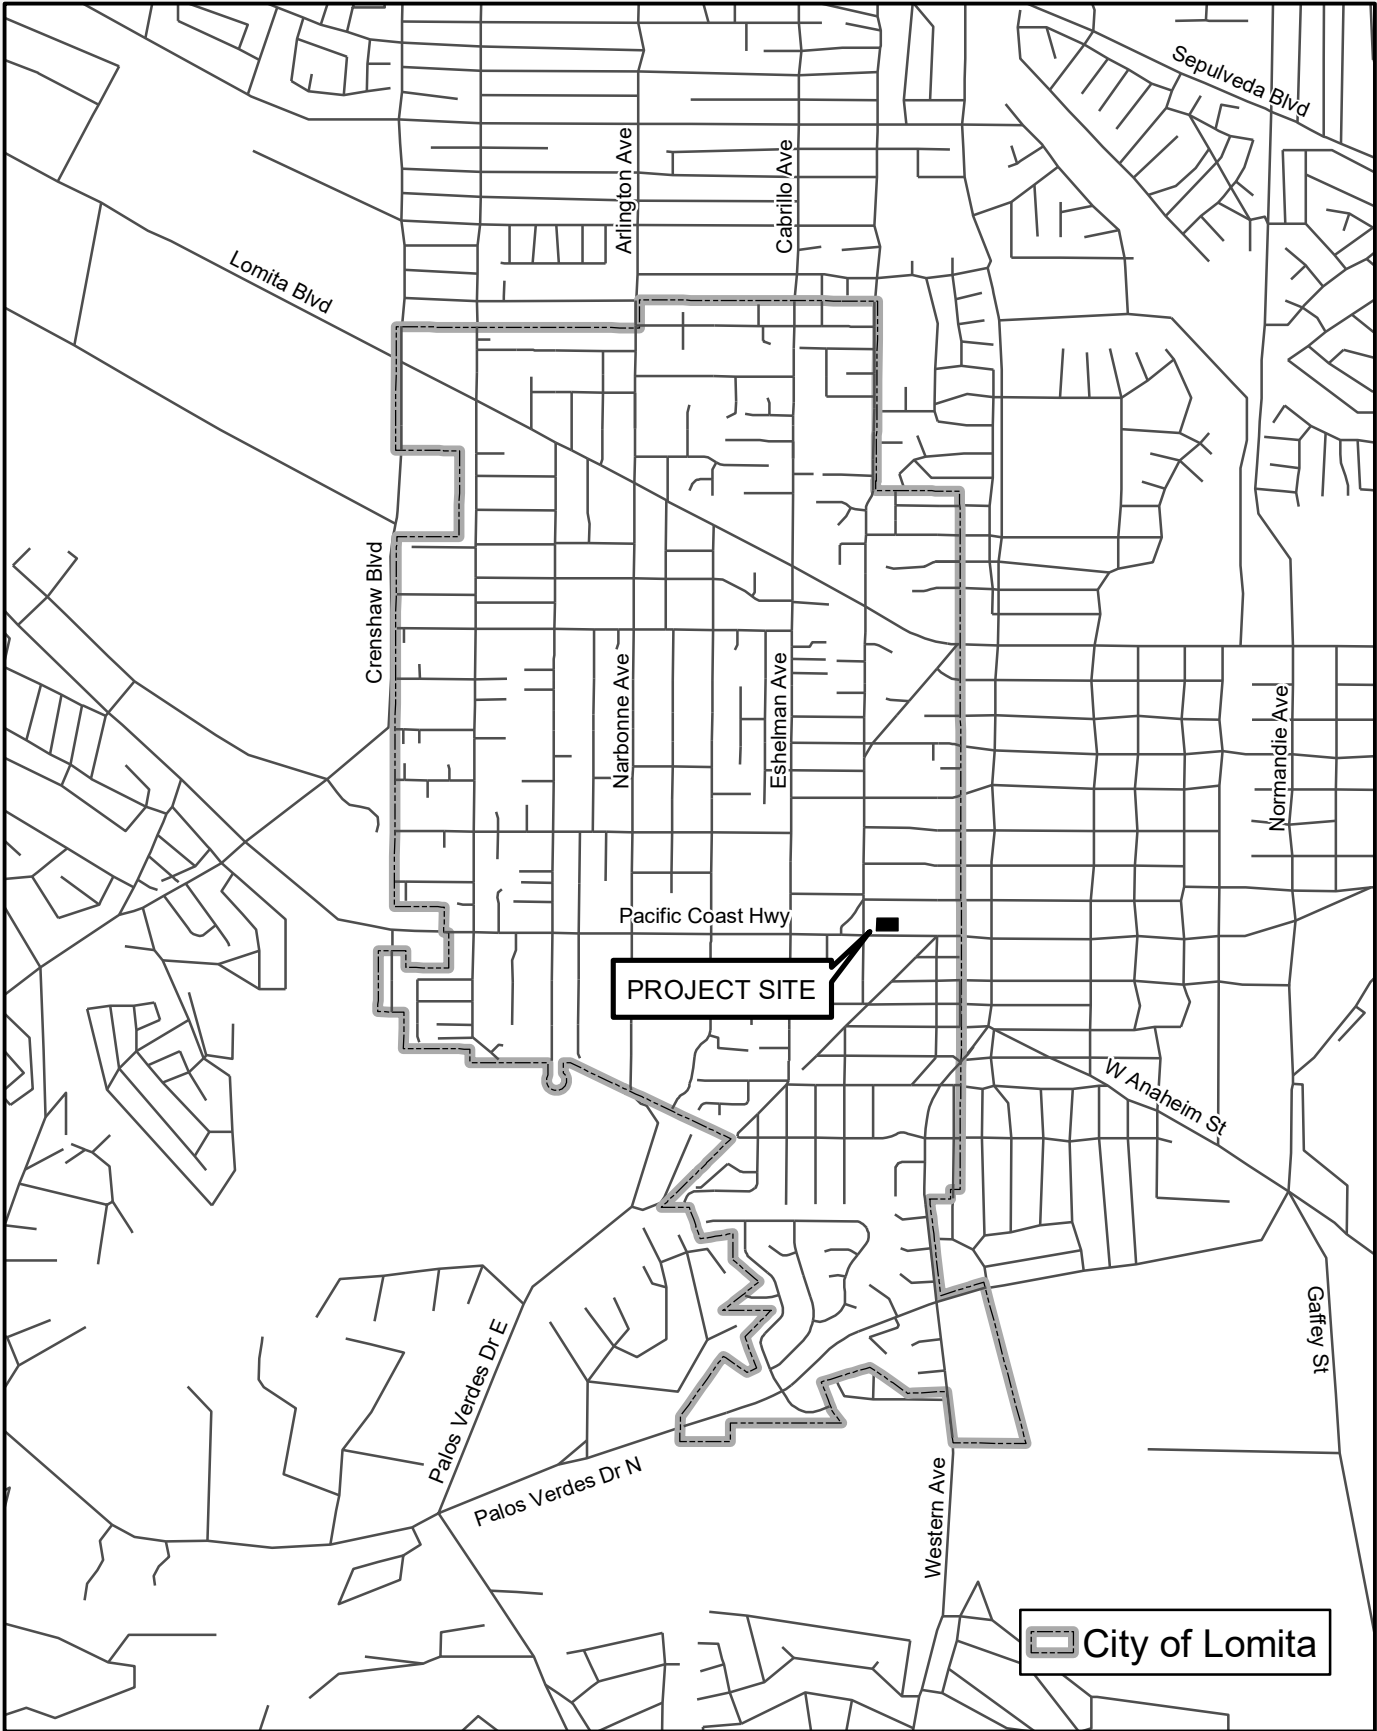 Sepulveda Blvd
Arlington Ave
Cabrillo Ave
Lomita Blvd
Crenshaw Blvd
Narbonne Ave
Eshelman Ave
Normandie Ave
Pacific Coast Hwy
PROJECT SITE
W Anaheim St
Gaffey St
Palos Verdes Dr E
Palos Verdes Dr N
Western Ave
City of Lomita